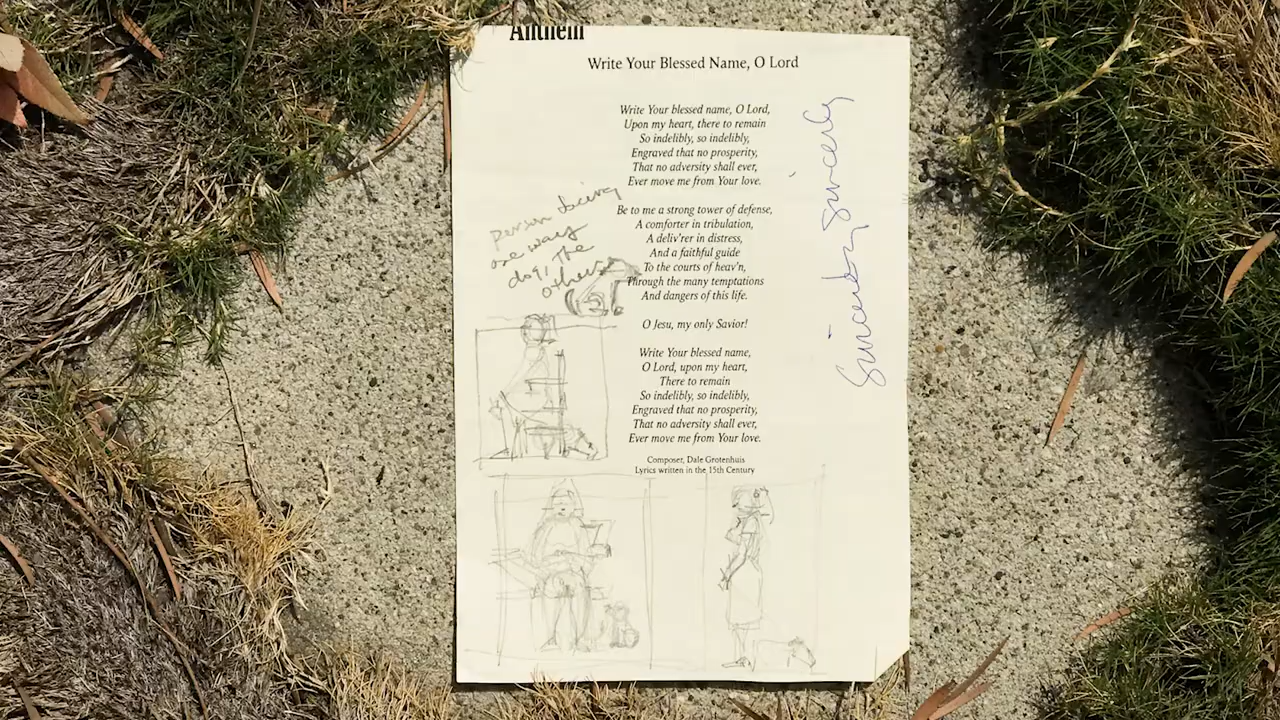 Anthem
Write Your Blessed Name, O Lord
Write Your blessed name, O Lord,
Upon my heart, there to remain
So indelibly, so indelibly,
Engraved that no prosperity,
That no adversity shall ever,
Ever move me from Your love.
Be to me a strong tower of defense,
A comforter in tribulation,
A deliv'rer in distress,
And a faithful guide
To the courts of heav'n,
Through the many temptations
And dangers of this life.
O Jesu, my only Savior!
Write Your blessed name,
O Lord, upon my heart,
There to remain
So indelibly, so indelibly,
Engraved that no prosperity,
That no adversity shall ever,
Ever move me from Your love.
Composer, Dale Grotenhuis
Lyrics written in the 15th Century
person facing
one way
dog, the
other
Sincerely, Sincerely